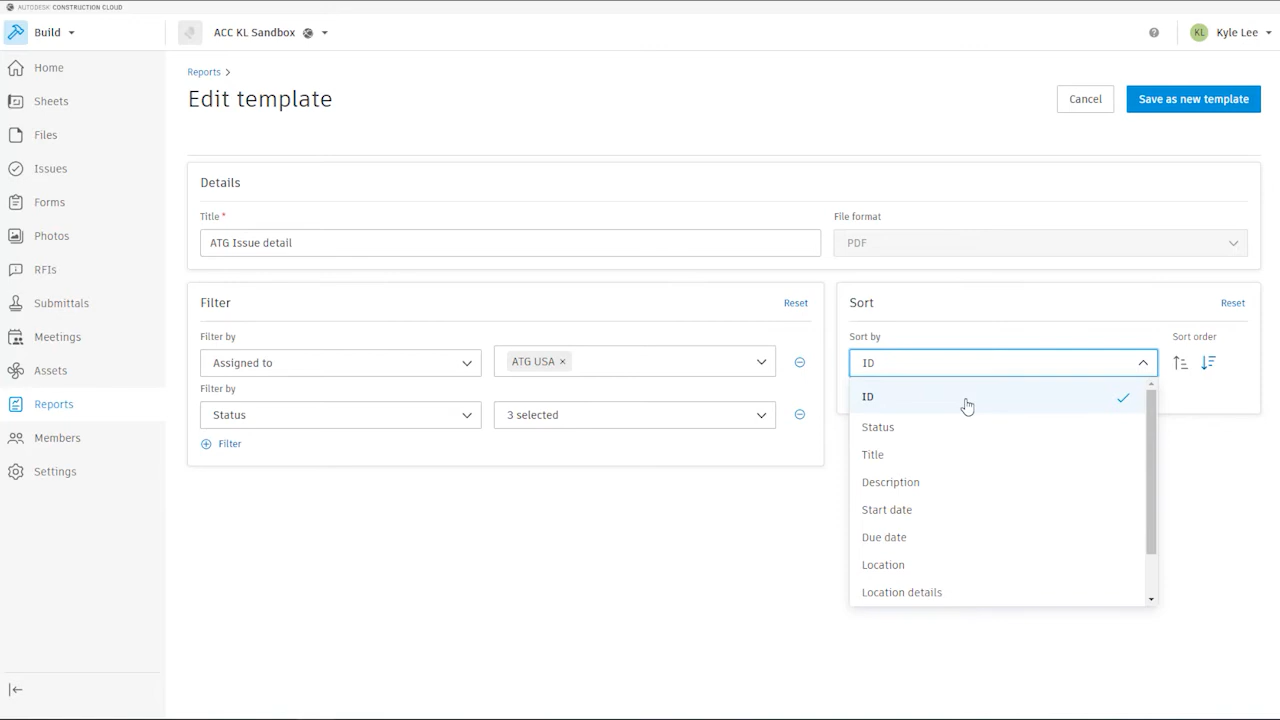 AUTODESK CONSTRUCTION CLOUD
Build
ACC KL Sandbox
KL
Kyle Lee
Home
Sheets
Files
Issues
Forms
Photos
RFIs
Submittals
Meetings
Assets
Reports
Members
Settings
Reports >
Edit template
Cancel
Save as new template
Details
Title *
File format
ATG Issue detail
PDF
Filter
Reset
Filter by
Assigned to
ATG USA ×
Filter by
Status
3 selected
Filter
Sort
Reset
Sort by
Sort order
ID
ID
Status
Title
Description
Start date
Due date
Location
Location details